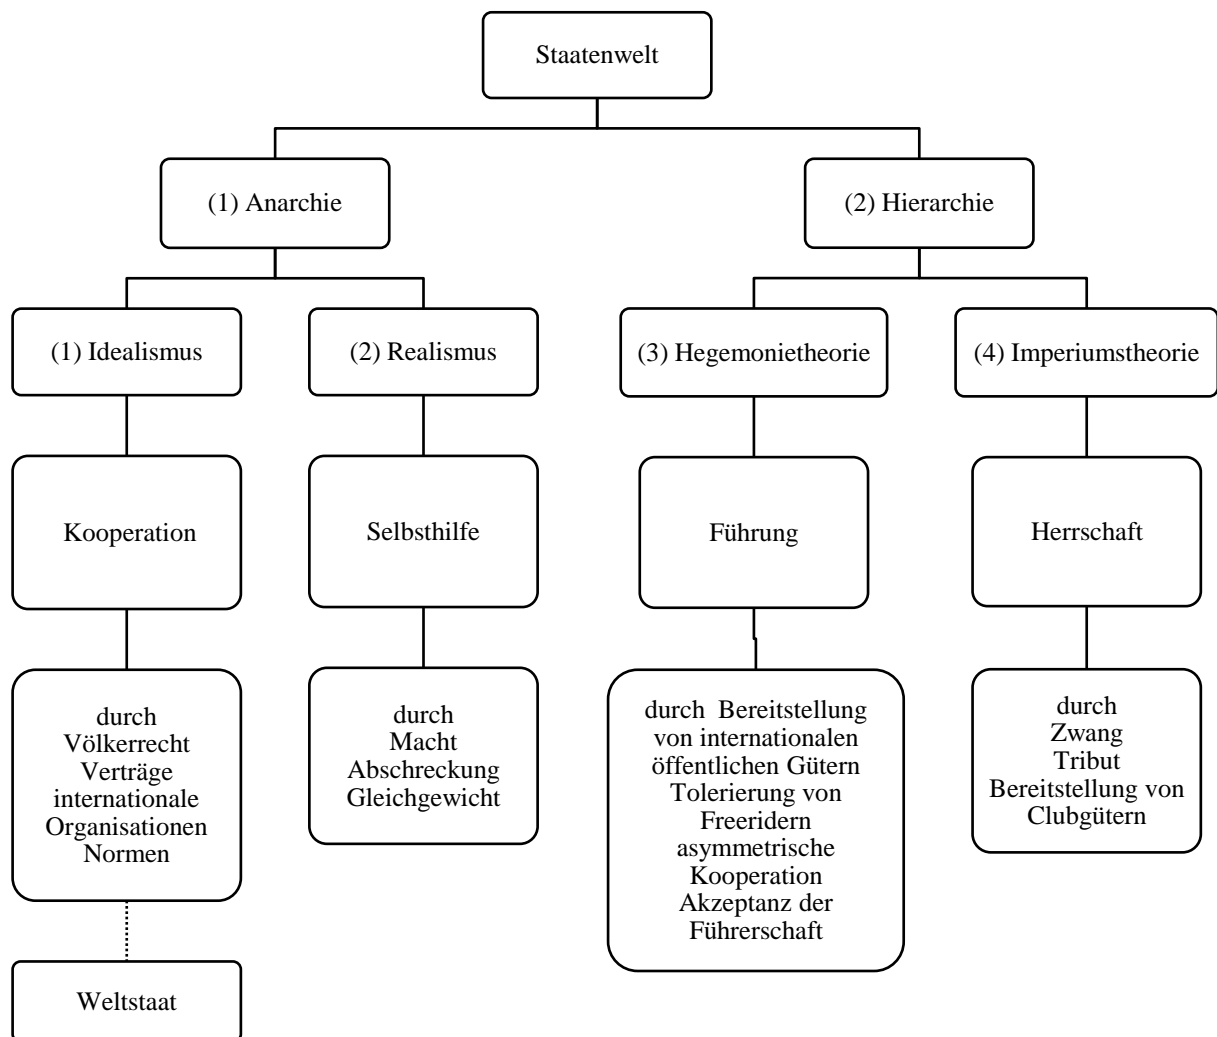 Staatenwelt
(1) Anarchie
(2) Hierarchie
(1) Idealismus
(2) Realismus
(3) Hegemonietheorie
(4) Imperiumstheorie
Kooperation
Selbsthilfe
Führung
Herrschaft
durch
Völkerrecht
Verträge
internationale
Organisationen
Normen
durch
Macht
Abschreckung
Gleichgewicht
durch Bereitstellung
von internationalen
öffentlichen Gütern
Tolerierung von
Freeridern
asymmetrische
Kooperation
Akzeptanz der
Führerschaft
durch
Zwang
Tribut
Bereitstellung von
Clubgütern
Weltstaat